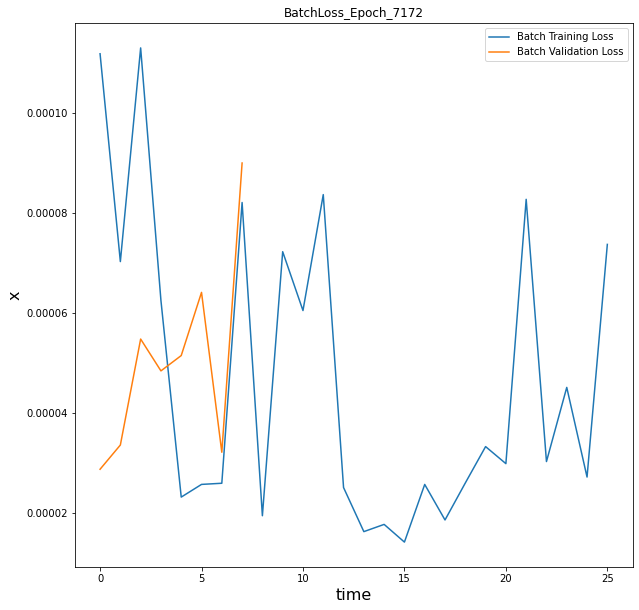 BatchLoss_Epoch_7172
Batch Training Loss
Batch Validation Loss
x
0.00010
0.00008
0.00006
0.00004
0.00002
0 5 10 15 20 25
time